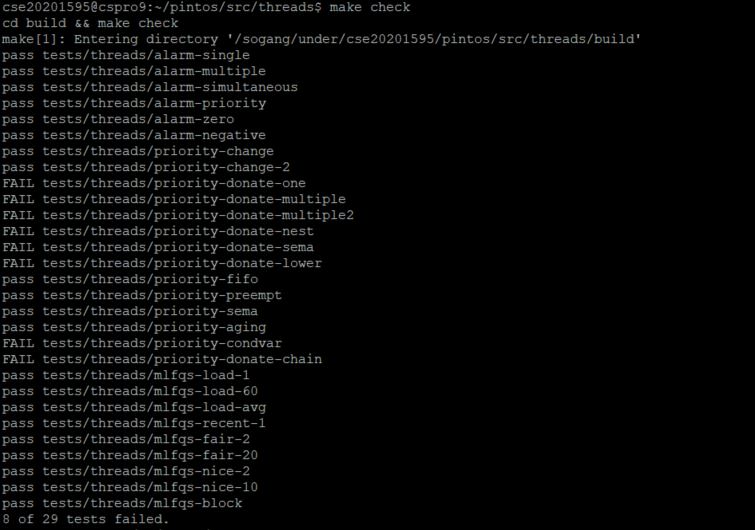 cse20201595@cspro9:~/pintos/src/threads$ make check
cd build && make check
make[1]: Entering directory '/sogang/under/cse20201595/pintos/src/threads/build'
pass tests/threads/alarm-single
pass tests/threads/alarm-multiple
pass tests/threads/alarm-simultaneous
pass tests/threads/alarm-priority
pass tests/threads/alarm-zero
pass tests/threads/alarm-negative
pass tests/threads/priority-change
pass tests/threads/priority-change-2
FAIL tests/threads/priority-donate-one
FAIL tests/threads/priority-donate-multiple
FAIL tests/threads/priority-donate-multiple2
FAIL tests/threads/priority-donate-nest
FAIL tests/threads/priority-donate-sema
FAIL tests/threads/priority-donate-lower
pass tests/threads/priority-fifo
pass tests/threads/priority-preempt
pass tests/threads/priority-sema
pass tests/threads/priority-aging
FAIL tests/threads/priority-condvar
FAIL tests/threads/priority-donate-chain
pass tests/threads/mlfqs-load-1
pass tests/threads/mlfqs-load-60
pass tests/threads/mlfqs-load-avg
pass tests/threads/mlfqs-recent-1
pass tests/threads/mlfqs-fair-2
pass tests/threads/mlfqs-fair-20
pass tests/threads/mlfqs-nice-2
pass tests/threads/mlfqs-nice-10
pass tests/threads/mlfqs-block
8 of 29 tests failed.